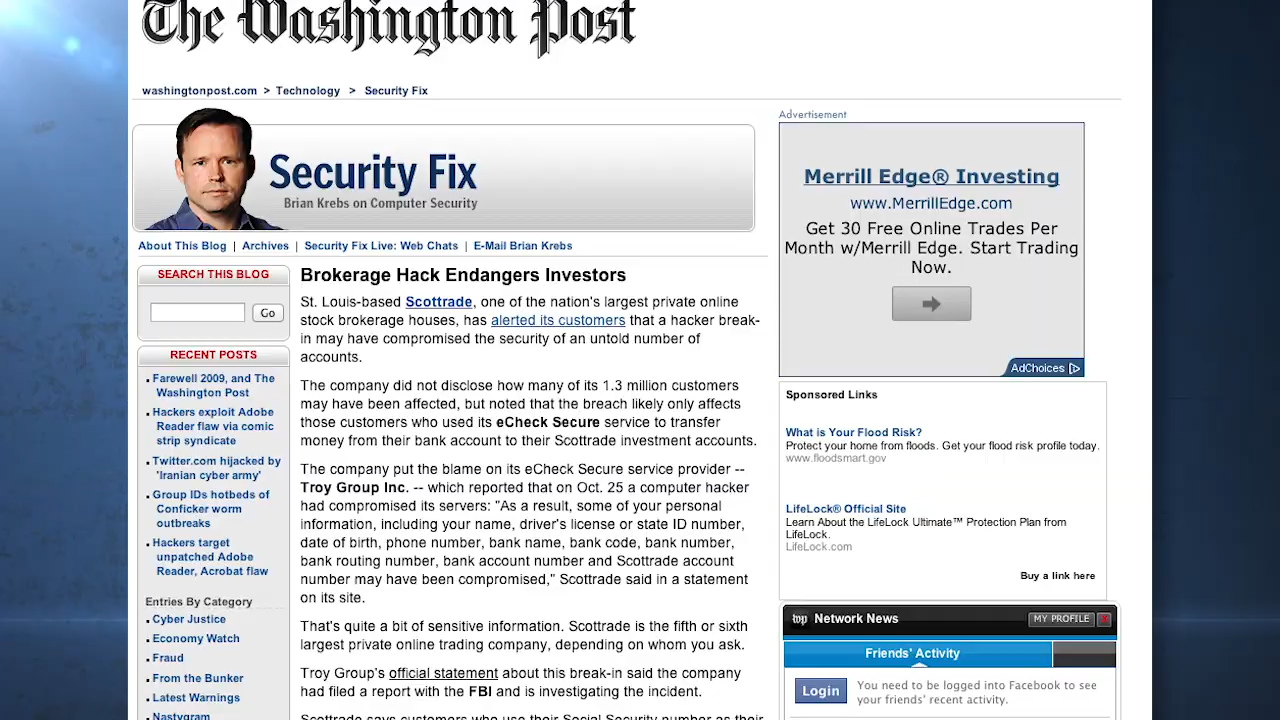 The Washington Post
washingtonpost.com > Technology > Security Fix
Security Fix
Brian Krebs on Computer Security
About This Blog | Archives | Security Fix Live: Web Chats | E-Mail Brian Krebs
SEARCH THIS BLOG
Go
RECENT POSTS
Farewell 2009, and The
Washington Post
Hackers exploit Adobe
Reader flaw via comic
strip syndicate
Twitter.com hijacked by
'Iranian cyber army'
Group IDs hotbeds of
Conficker worm
outbreaks
Hackers target
unpatched Adobe
Reader, Acrobat flaw
Entries By Category
Cyber Justice
Economy Watch
Fraud
From the Bunker
Latest Warnings
Nastygram
Brokerage Hack Endangers Investors
St. Louis-based Scottrade, one of the nation's largest private online
stock brokerage houses, has alerted its customers that a hacker break-
in may have compromised the security of an untold number of
accounts.
The company did not disclose how many of its 1.3 million customers
may have been affected, but noted that the breach likely only affects
those customers who used its eCheck Secure service to transfer
money from their bank account to their Scottrade investment accounts.
The company put the blame on its eCheck Secure service provider --
Troy Group Inc. -- which reported that on Oct. 25 a computer hacker
had compromised its servers: "As a result, some of your personal
information, including your name, driver's license or state ID number,
date of birth, phone number, bank name, bank code, bank number,
bank routing number, bank account number and Scottrade account
number may have been compromised," Scottrade said in a statement
on its site.
That's quite a bit of sensitive information. Scottrade is the fifth or sixth
largest private online trading company, depending on whom you ask.
Troy Group's official statement about this break-in said the company
had filed a report with the FBI and is investigating the incident.
Scottrade says customers who use their Social Security number as their
Advertisement
Merrill Edge® Investing
www.MerrillEdge.com
Get 30 Free Online Trades Per
Month w/Merrill Edge. Start Trading
Now.
AdChoices
Sponsored Links
What is Your Flood Risk?
Protect your home from floods. Get your flood risk profile today.
www.floodsmart.gov
LifeLock® Official Site
Learn About the LifeLock Ultimate™ Protection Plan from
LifeLock.
LifeLock.com
Buy a link here
twp Network News MY PROFILE X
Friends' Activity
Login
You need to be logged into Facebook to see
your friends' recent activity.